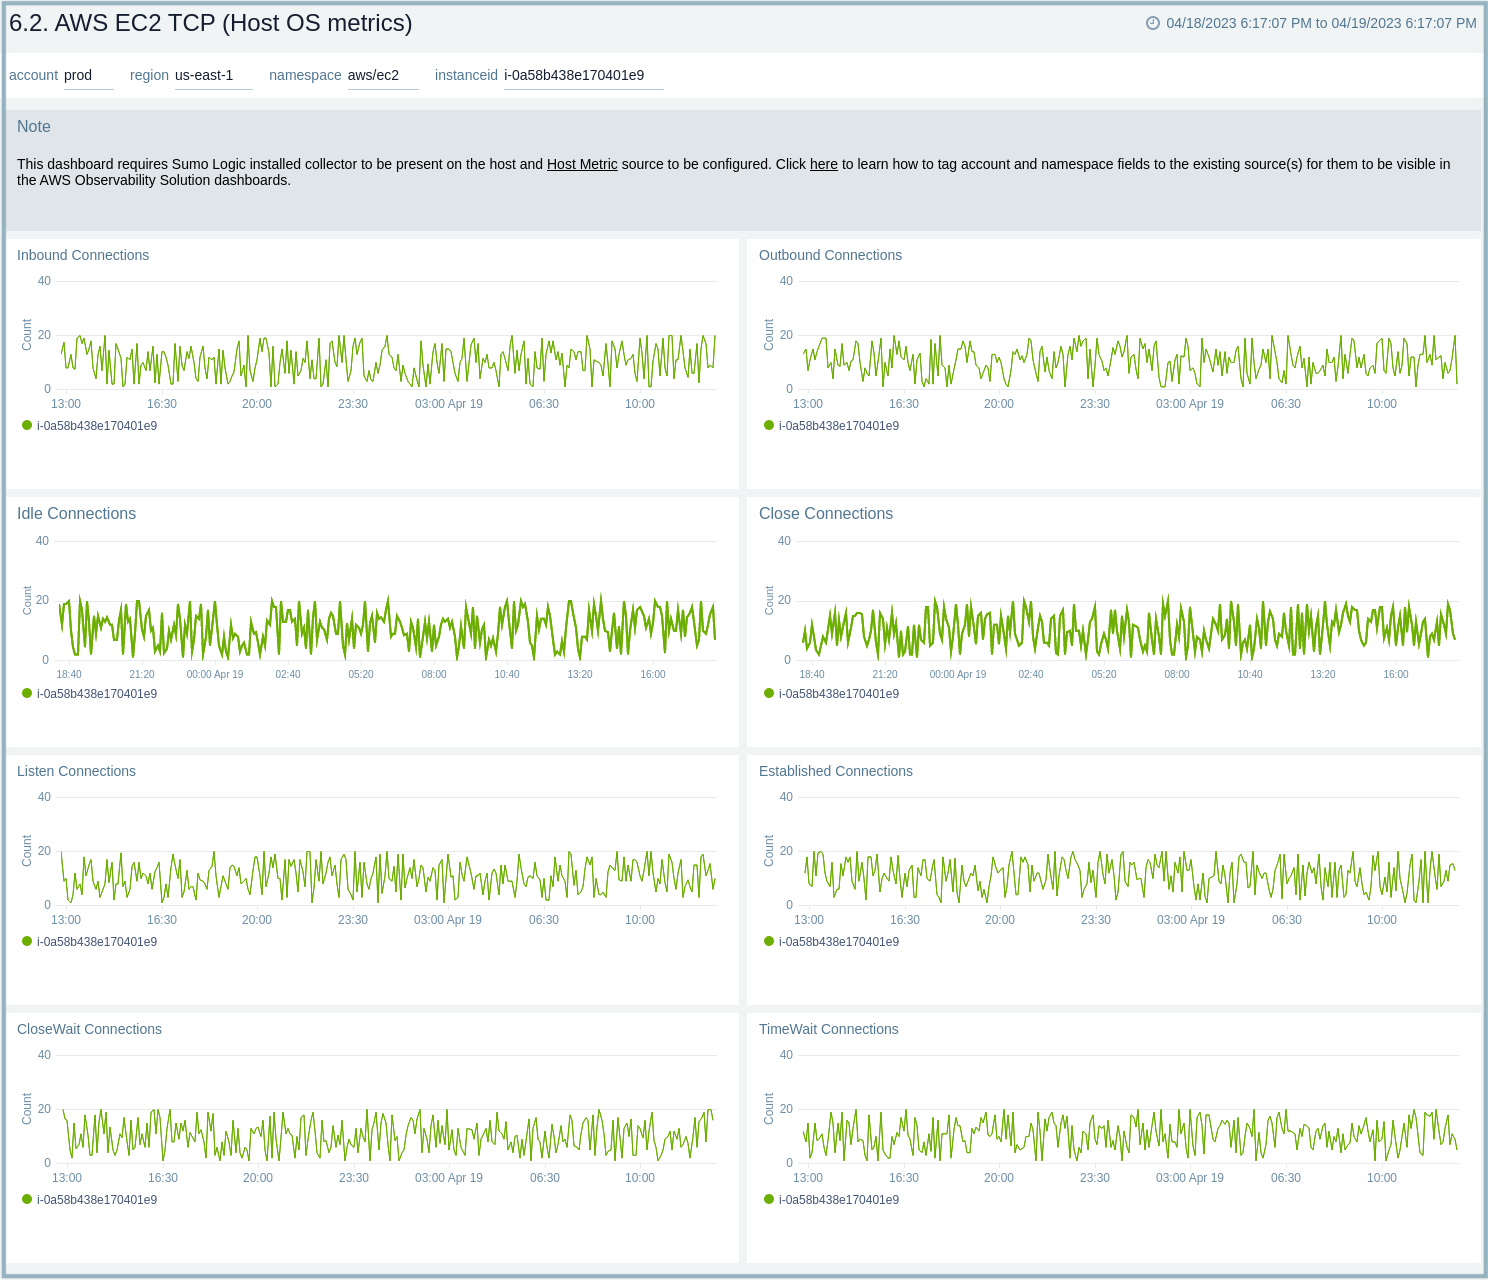 6.2. AWS EC2 TCP (Host OS metrics)
04/18/2023 6:17:07 PM to 04/19/2023 6:17:07 PM
account prod region us-east-1 namespace aws/ec2 instanceid i-0a58b438e170401e9
Note
This dashboard requires Sumo Logic installed collector to be present on the host and Host Metric source to be configured. Click here to learn how to tag account and namespace fields to the existing source(s) for them to be visible in
the AWS Observability Solution dashboards.
Inbound Connections
40
20
0
Count
13:00 16:30 20:00 23:30 03:00 Apr 19 06:30 10:00
i-0a58b438e170401e9
Outbound Connections
40
20
0
Count
13:00 16:30 20:00 23:30 03:00 Apr 19 06:30 10:00
i-0a58b438e170401e9
Idle Connections
40
20
0
Count
18:40 21:20 00:00 Apr 19 02:40 05:20 08:00 10:40 13:20 16:00
i-0a58b438e170401e9
Close Connections
40
20
0
Count
18:40 21:20 00:00 Apr 19 02:40 05:20 08:00 10:40 13:20 16:00
i-0a58b438e170401e9
Listen Connections
40
20
0
Count
13:00 16:30 20:00 23:30 03:00 Apr 19 06:30 10:00
i-0a58b438e170401e9
Established Connections
40
20
0
Count
13:00 16:30 20:00 23:30 03:00 Apr 19 06:30 10:00
i-0a58b438e170401e9
CloseWait Connections
40
20
0
Count
13:00 16:30 20:00 23:30 03:00 Apr 19 06:30 10:00
i-0a58b438e170401e9
TimeWait Connections
40
20
0
Count
13:00 16:30 20:00 23:30 03:00 Apr 19 06:30 10:00
i-0a58b438e170401e9